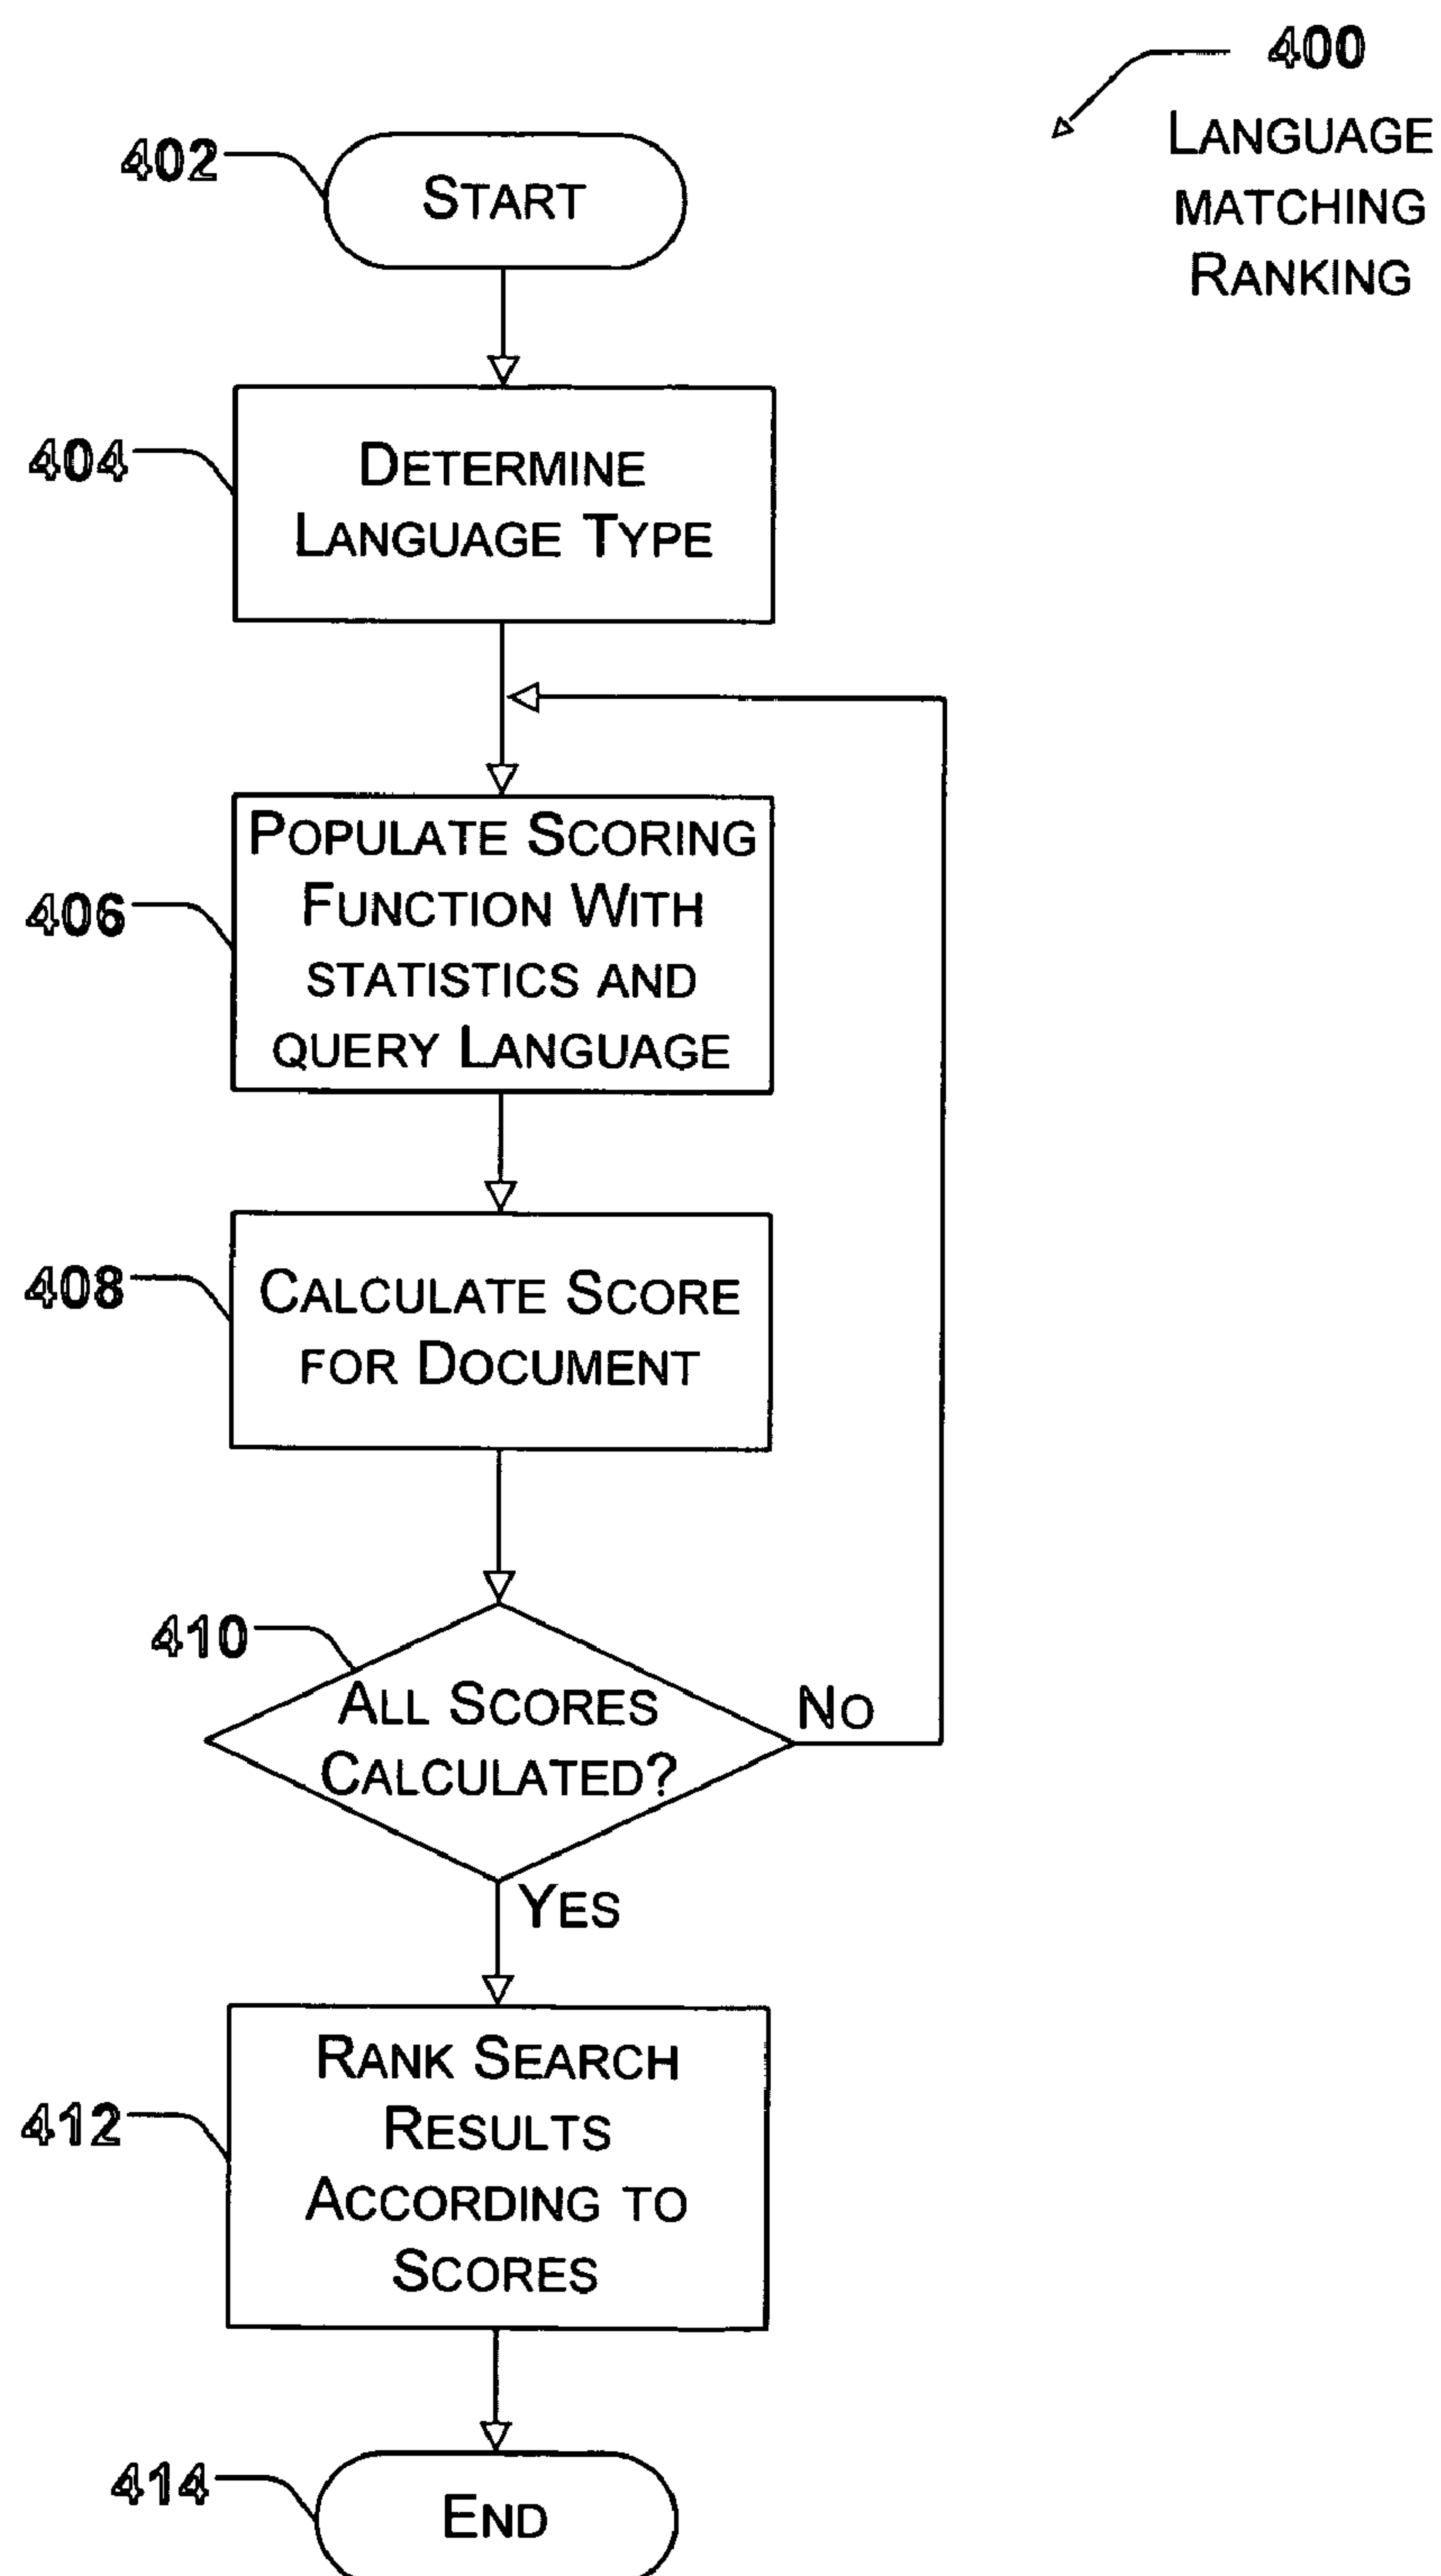 400
LANGUAGE
MATCHING
RANKING
402
START
404
DETERMINE
LANGUAGE TYPE
406
POPULATE SCORING
FUNCTION WITH
STATISTICS AND
QUERY LANGUAGE
408
CALCULATE SCORE
FOR DOCUMENT
410
ALL SCORES
CALCULATED?
NO
YES
412
RANK SEARCH
RESULTS
ACCORDING TO
SCORES
414
END